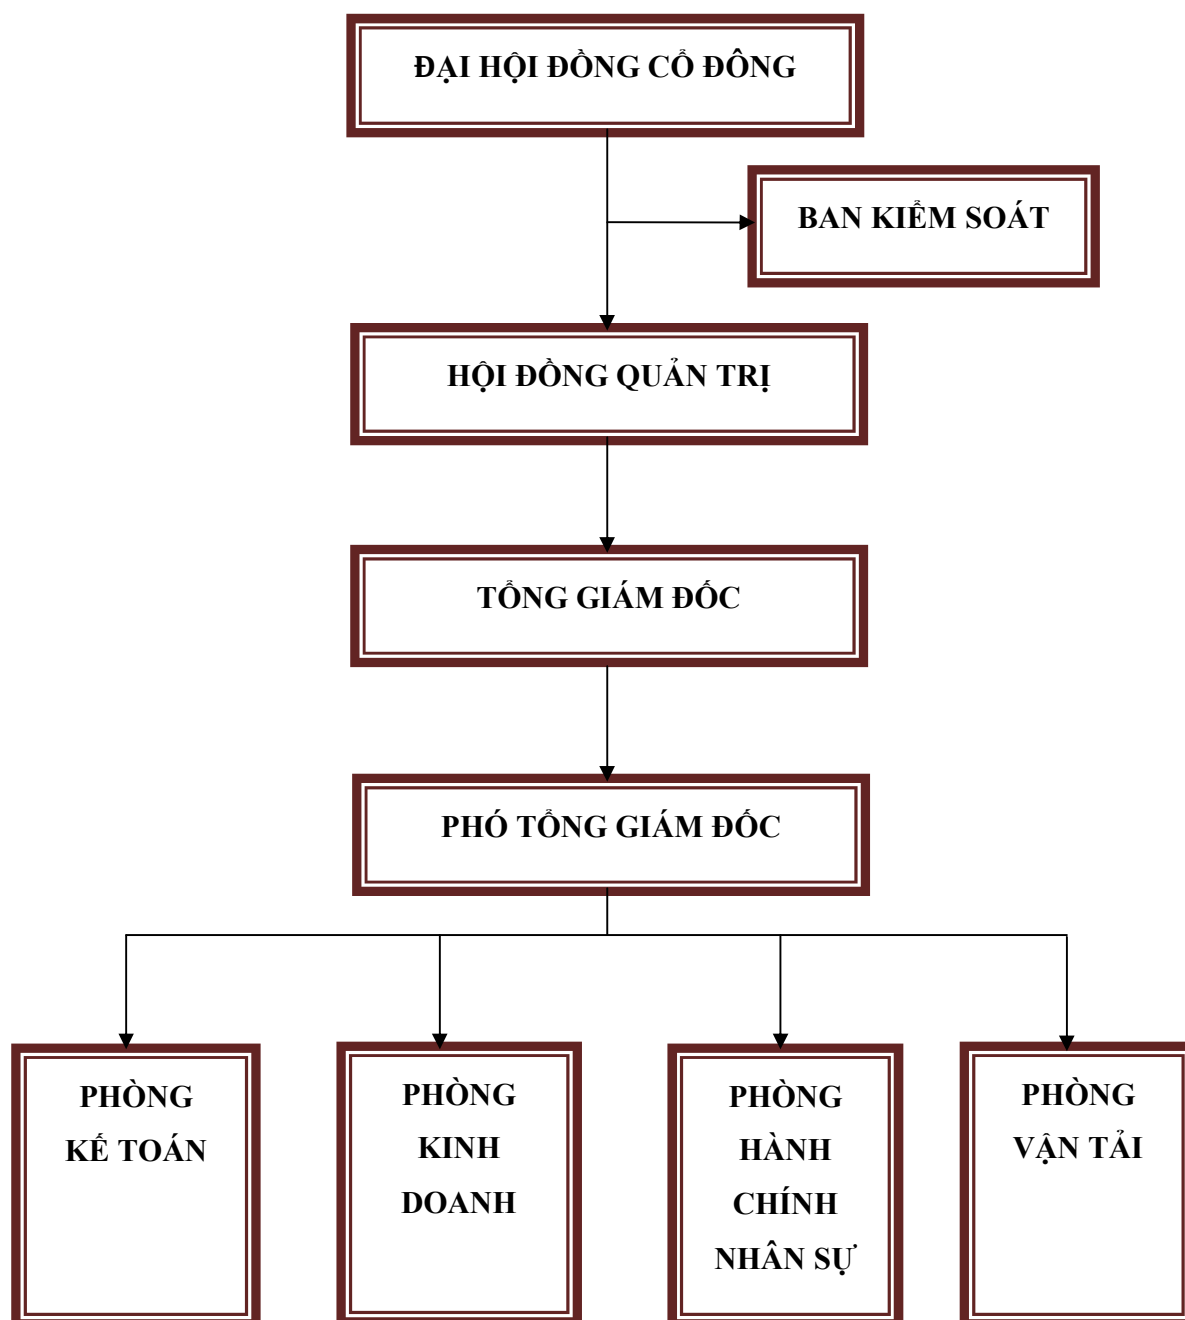 ĐẠI HỘI ĐỒNG CỔ ĐÔNG
BAN KIỂM SOÁT
HỘI ĐỒNG QUẢN TRỊ
TỔNG GIÁM ĐỐC
PHÓ TỔNG GIÁM ĐỐC
PHÒNG
KẾ TOÁN
PHÒNG
KINH
DOANH
PHÒNG
HÀNH
CHÍNH
NHÂN SỰ
PHÒNG
VẬN TẢI